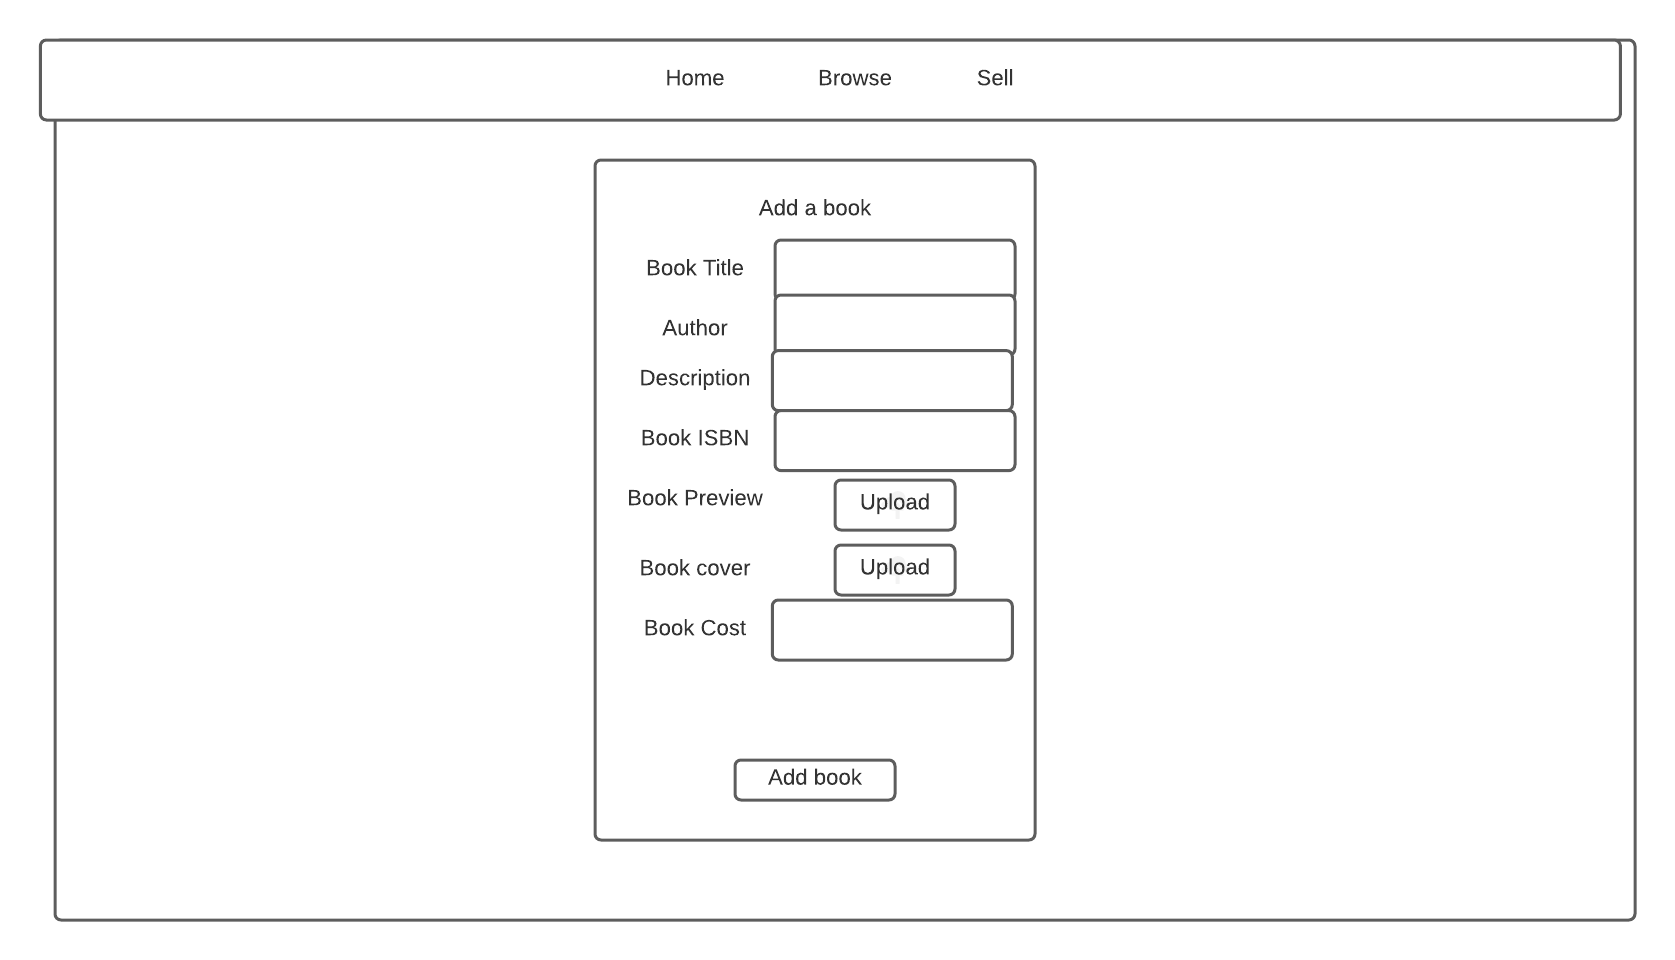 Home Browse Sell
Add a book
Book Title
Author
Description
Book ISBN
Book Preview Upload
Book cover Upload
Book Cost
Add book